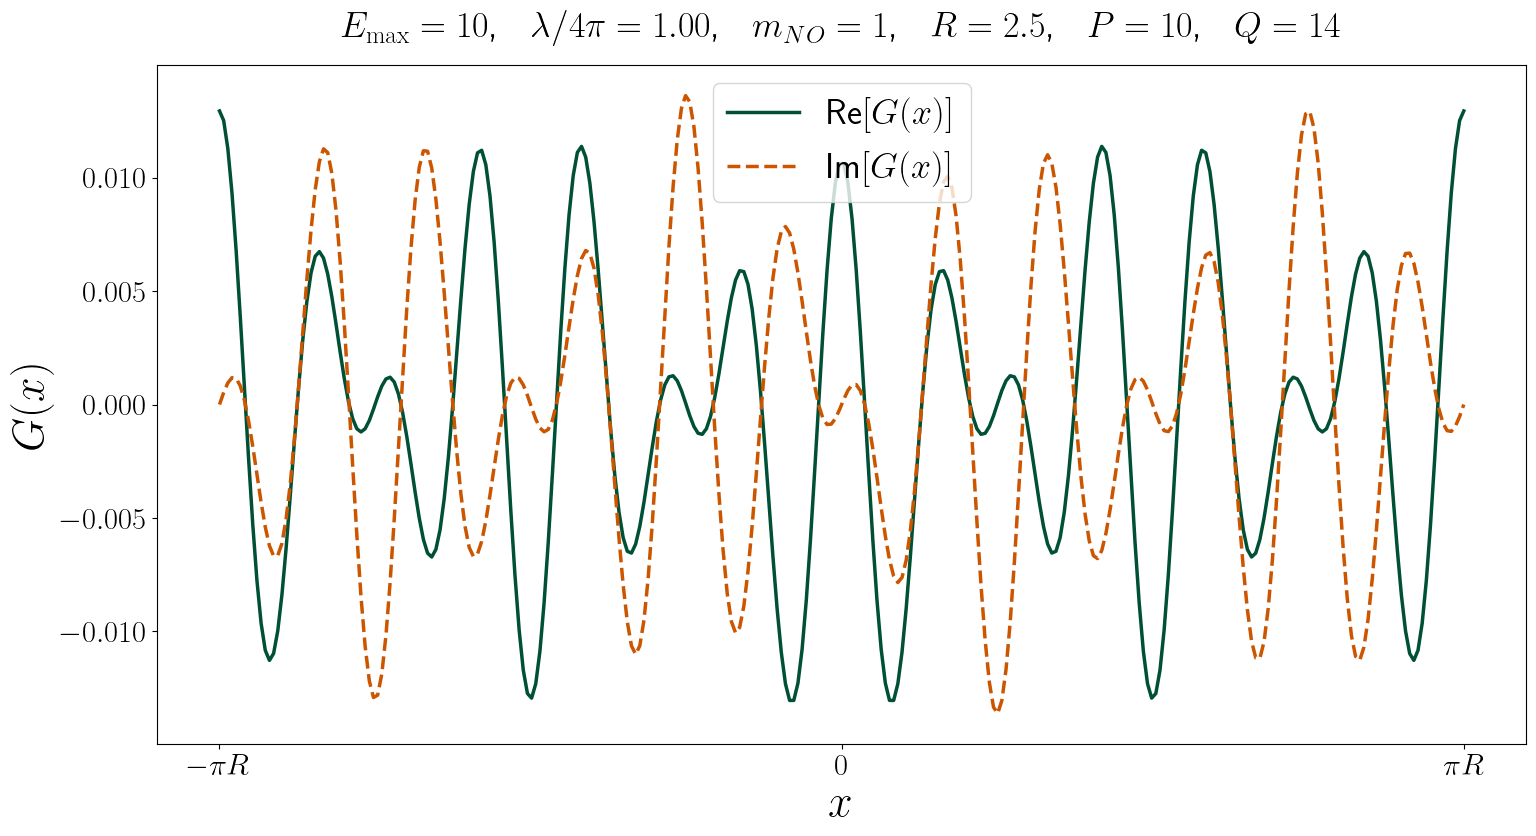 E_max = 10, λ/4π = 1.00, m_NO = 1, R = 2.5, P = 10, Q = 14
Re[G(x)]
Im[G(x)]
G(x)
0.010
0.005
0.000
−0.005
−0.010
−πR 0 πR
x